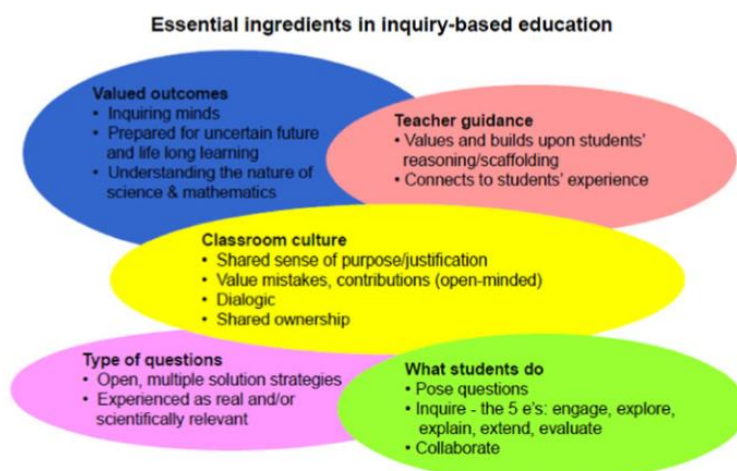 Essential ingredients in inquiry-based education
Valued outcomes
• Inquiring minds
• Prepared for uncertain future
and life long learning
• Understanding the nature of
science & mathematics
Teacher guidance
• Values and builds upon students'
reasoning/scaffolding
• Connects to students' experience
Classroom culture
• Shared sense of purpose/justification
• Value mistakes, contributions (open-minded)
• Dialogic
• Shared ownership
Type of questions
• Open, multiple solution strategies
• Experienced as real and/or
scientifically relevant
What students do
• Pose questions
• Inquire - the 5 e's: engage, explore,
explain, extend, evaluate
• Collaborate